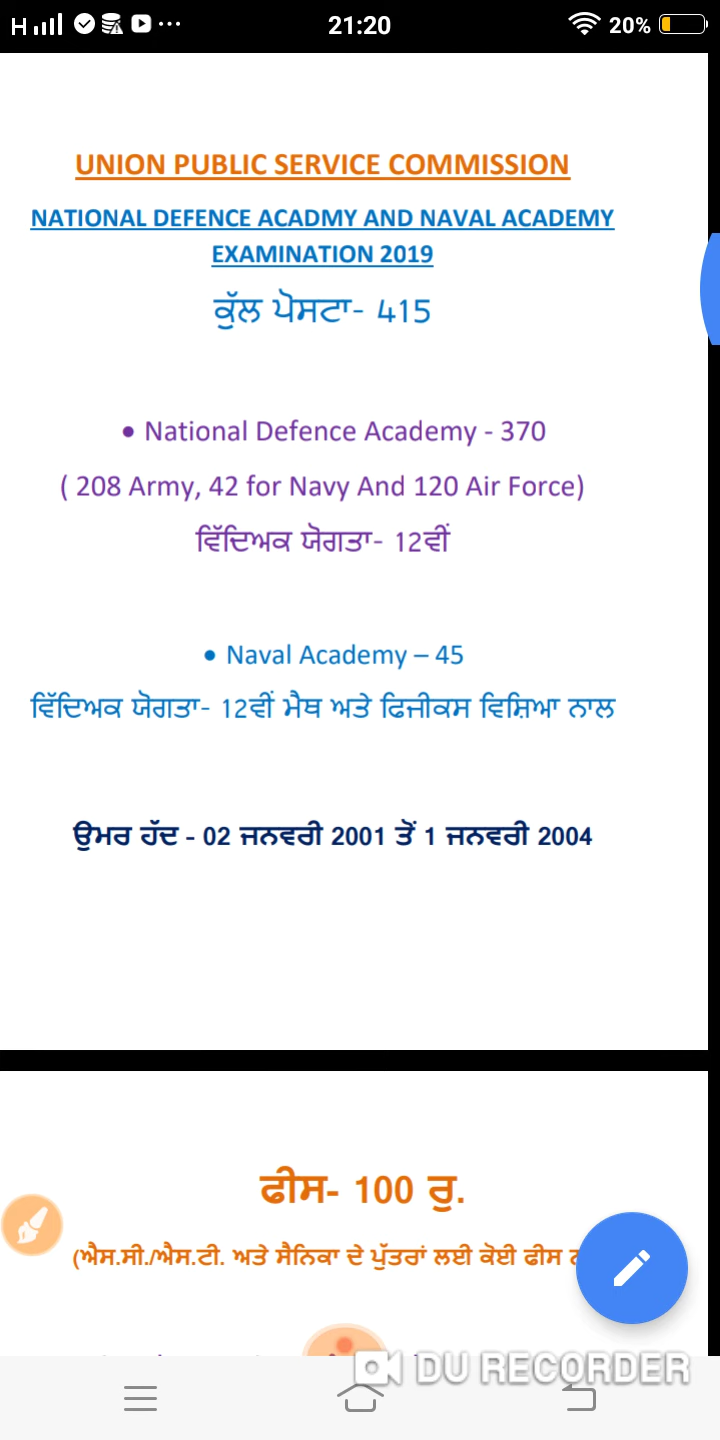 H 21:20 20%
UNION PUBLIC SERVICE COMMISSION
NATIONAL DEFENCE ACADMY AND NAVAL ACADEMY
EXAMINATION 2019
ਕੁੱਲ ਪੋਸਟਾ- 415
• National Defence Academy - 370
( 208 Army, 42 for Navy And 120 Air Force)
ਵਿੱਦਿਅਕ ਯੋਗਤਾ- 12ਵੀਂ
• Naval Academy – 45
ਵਿੱਦਿਅਕ ਯੋਗਤਾ- 12ਵੀਂ ਮੈਥ ਅਤੇ ਫਿਜੀਕਸ ਵਿਸ਼ਿਆ ਨਾਲ
ਉਮਰ ਹੱਦ - 02 ਜਨਵਰੀ 2001 ਤੋਂ 1 ਜਨਵਰੀ 2004
ਫੀਸ- 100 ਰੁ.
(ਐਸ.ਸੀ./ਐਸ.ਟੀ. ਅਤੇ ਸੈਨਿਕਾ ਦੇ ਪੁੱਤਰਾਂ ਲਈ ਕੋਈ ਫੀਸ
DU RECORDER